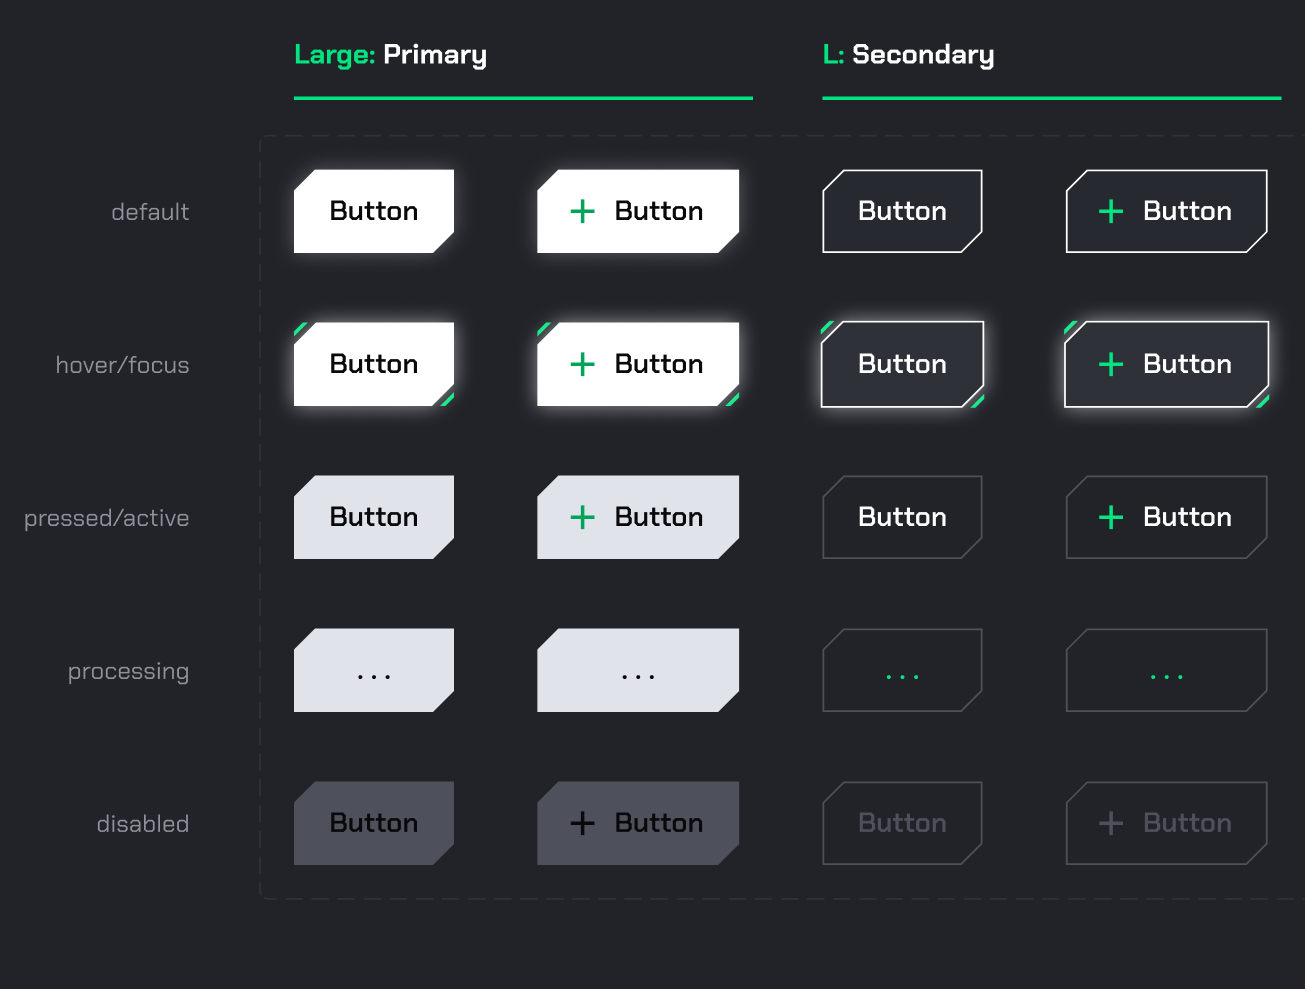 Large: Primary
L: Secondary
default
Button
+ Button
Button
+ Button
hover/focus
Button
+ Button
Button
+ Button
pressed/active
Button
+ Button
Button
+ Button
processing
...
...
...
...
disabled
Button
+ Button
Button
+ Button